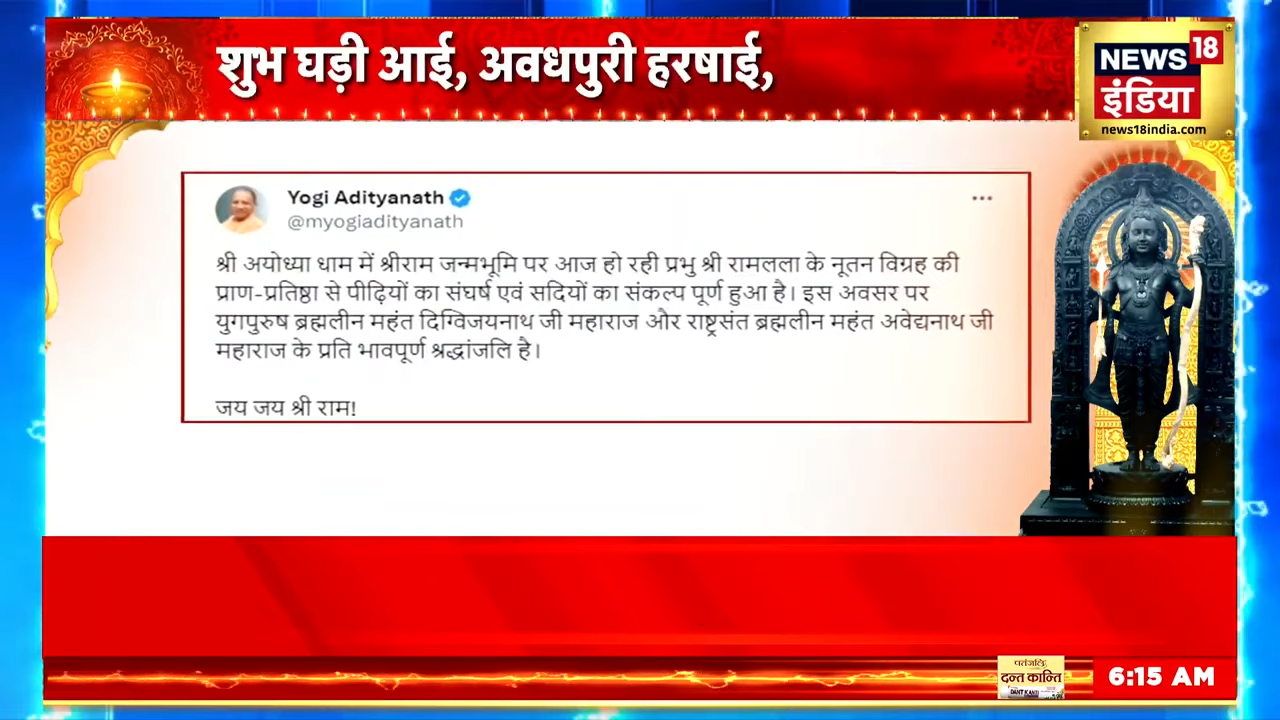 शुभ घड़ी आई, अवधपुरी हरषाई,
NEWS 18
इंडिया
news18india.com
Yogi Adityanath
@myogiadityanath
श्री अयोध्या धाम में श्रीराम जन्मभूमि पर आज हो रही प्रभु श्री रामलला के नूतन विग्रह की
प्राण-प्रतिष्ठा से पीढ़ियों का संघर्ष एवं सदियों का संकल्प पूर्ण हुआ है। इस अवसर पर
युगपुरुष ब्रह्मलीन महंत दिग्विजयनाथ जी महाराज और राष्ट्रसंत ब्रह्मलीन महंत अवेद्यनाथ जी
महाराज के प्रति भावपूर्ण श्रद्धांजलि है।
जय जय श्री राम!
पतंजलि
दन्त कान्ति
DANT KANTI
6:15 AM